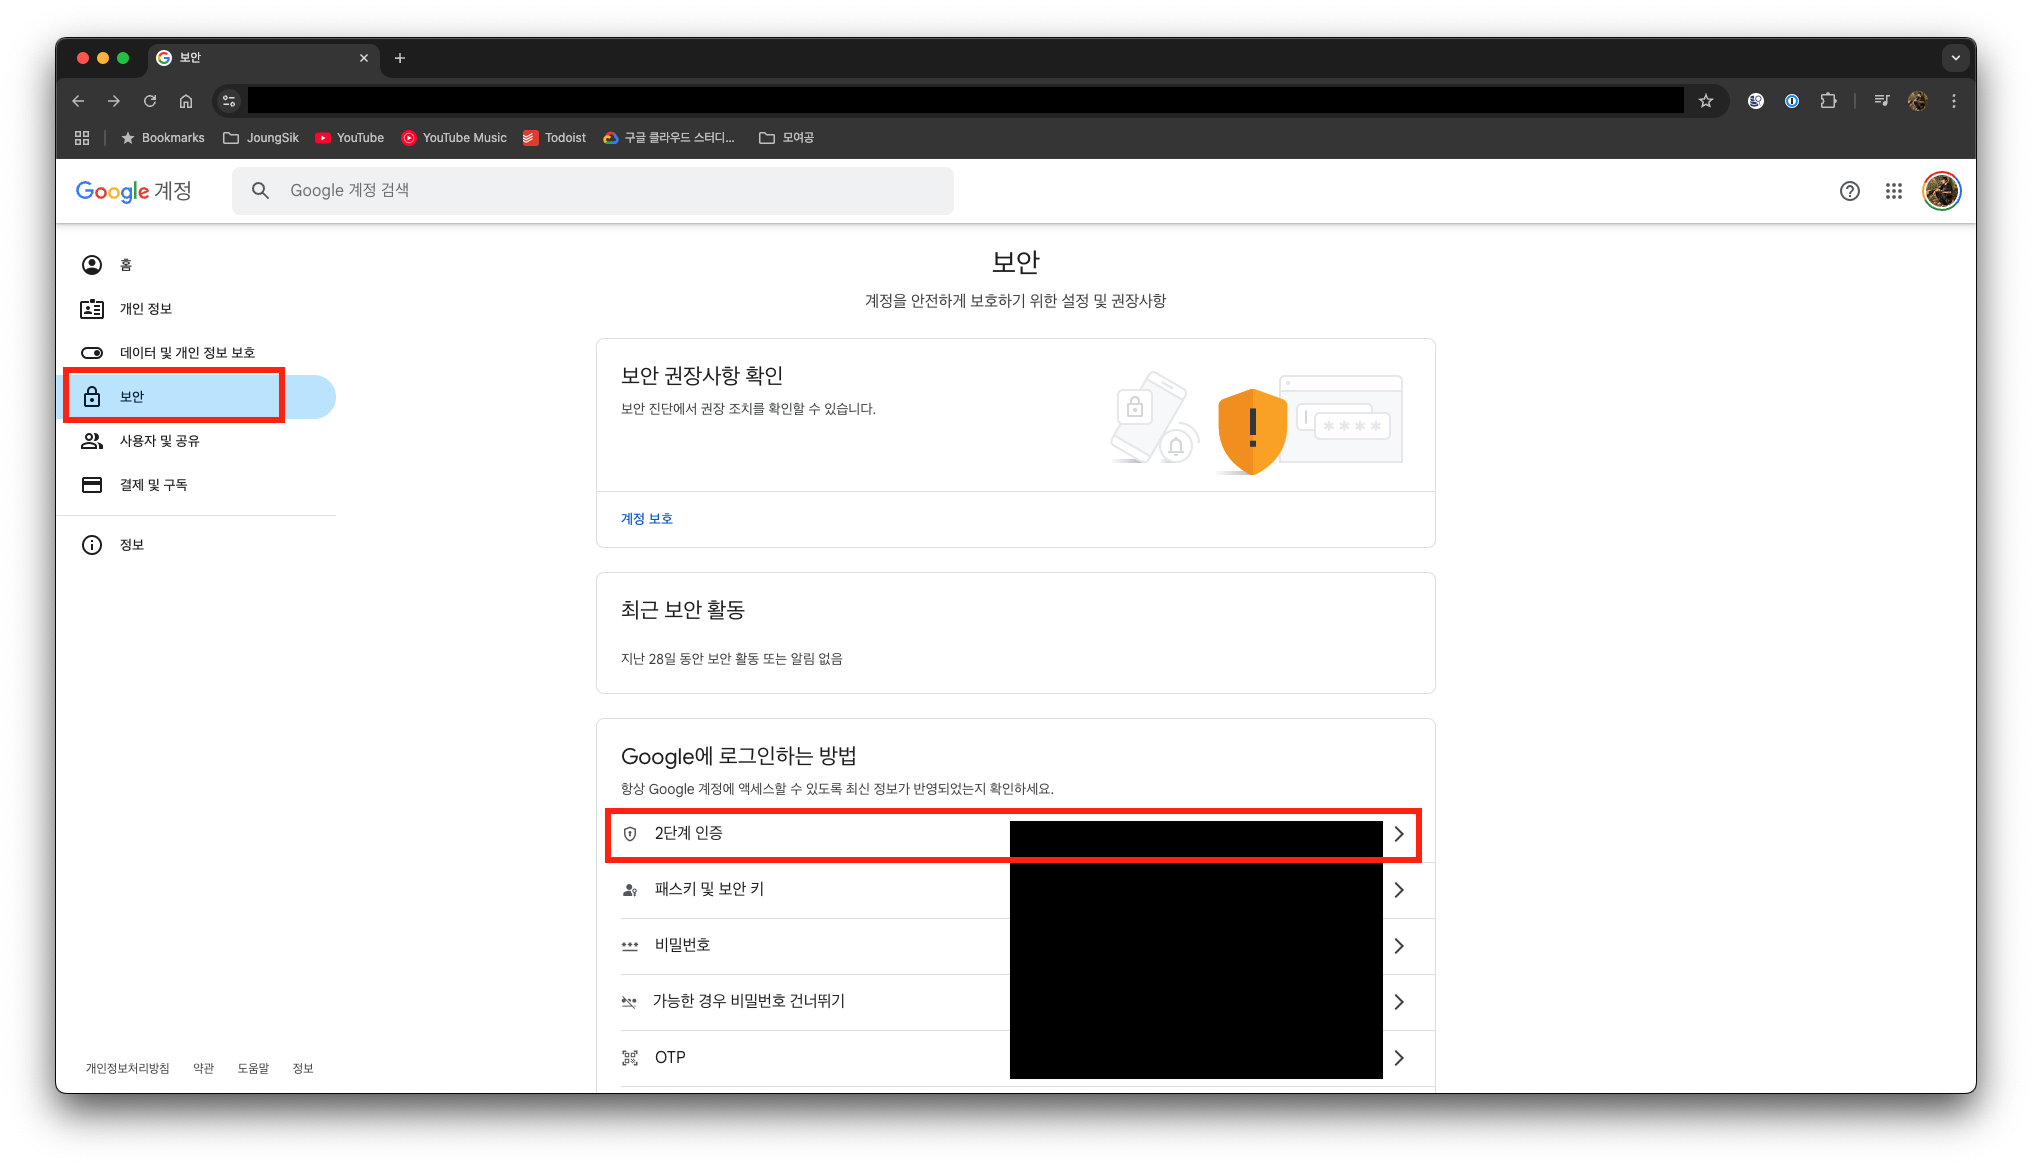 보안
Bookmarks JoungSik YouTube YouTube Music Todoist 구글 클라우드 스터디... 모여공
Google 계정
Google 계정 검색
홈
개인 정보
데이터 및 개인 정보 보호
보안
사용자 및 공유
결제 및 구독
정보
보안
계정을 안전하게 보호하기 위한 설정 및 권장사항
보안 권장사항 확인
보안 진단에서 권장 조치를 확인할 수 있습니다.
계정 보호
최근 보안 활동
지난 28일 동안 보안 활동 또는 알림 없음
Google에 로그인하는 방법
항상 Google 계정에 액세스할 수 있도록 최신 정보가 반영되었는지 확인하세요.
2단계 인증
패스키 및 보안 키
비밀번호
가능한 경우 비밀번호 건너뛰기
OTP
개인정보처리방침 약관 도움말 정보